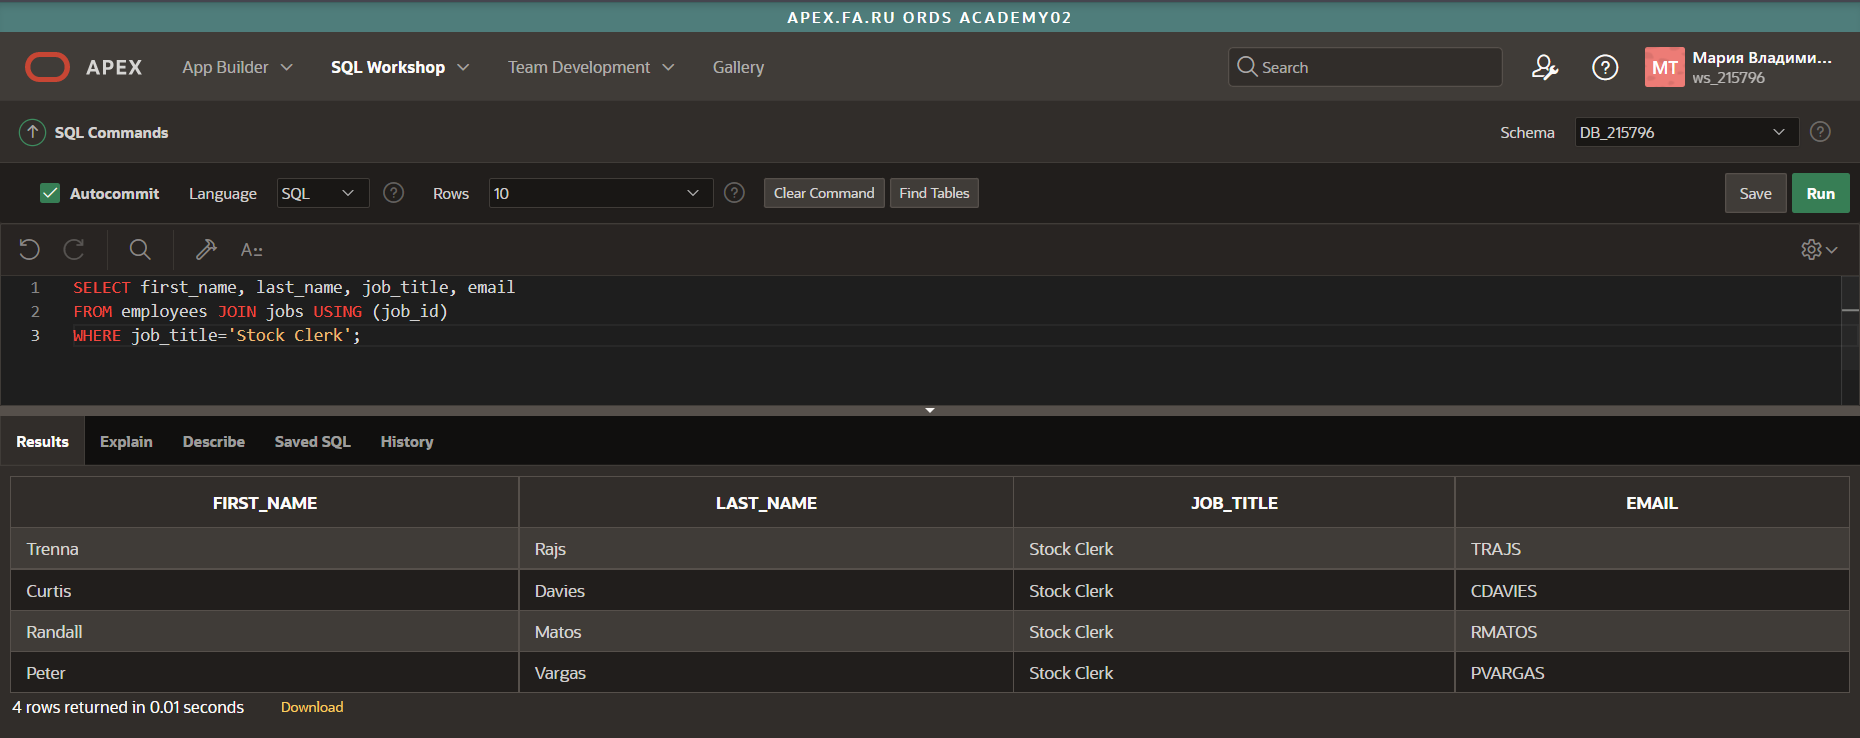 APEX.FA.RU ORDS ACADEMY02
APEX App Builder SQL Workshop Team Development Gallery Search MT Мария Владими...
ws_215796
SQL Commands Schema DB_215796
Autocommit Language SQL Rows 10 Clear Command Find Tables Save Run
A::
1 SELECT first_name, last_name, job_title, email
2 FROM employees JOIN jobs USING (job_id)
3 WHERE job_title='Stock Clerk';
Results Explain Describe Saved SQL History
FIRST_NAME LAST_NAME JOB_TITLE EMAIL
Trenna Rajs Stock Clerk TRAJS
Curtis Davies Stock Clerk CDAVIES
Randall Matos Stock Clerk RMATOS
Peter Vargas Stock Clerk PVARGAS
4 rows returned in 0.01 seconds Download